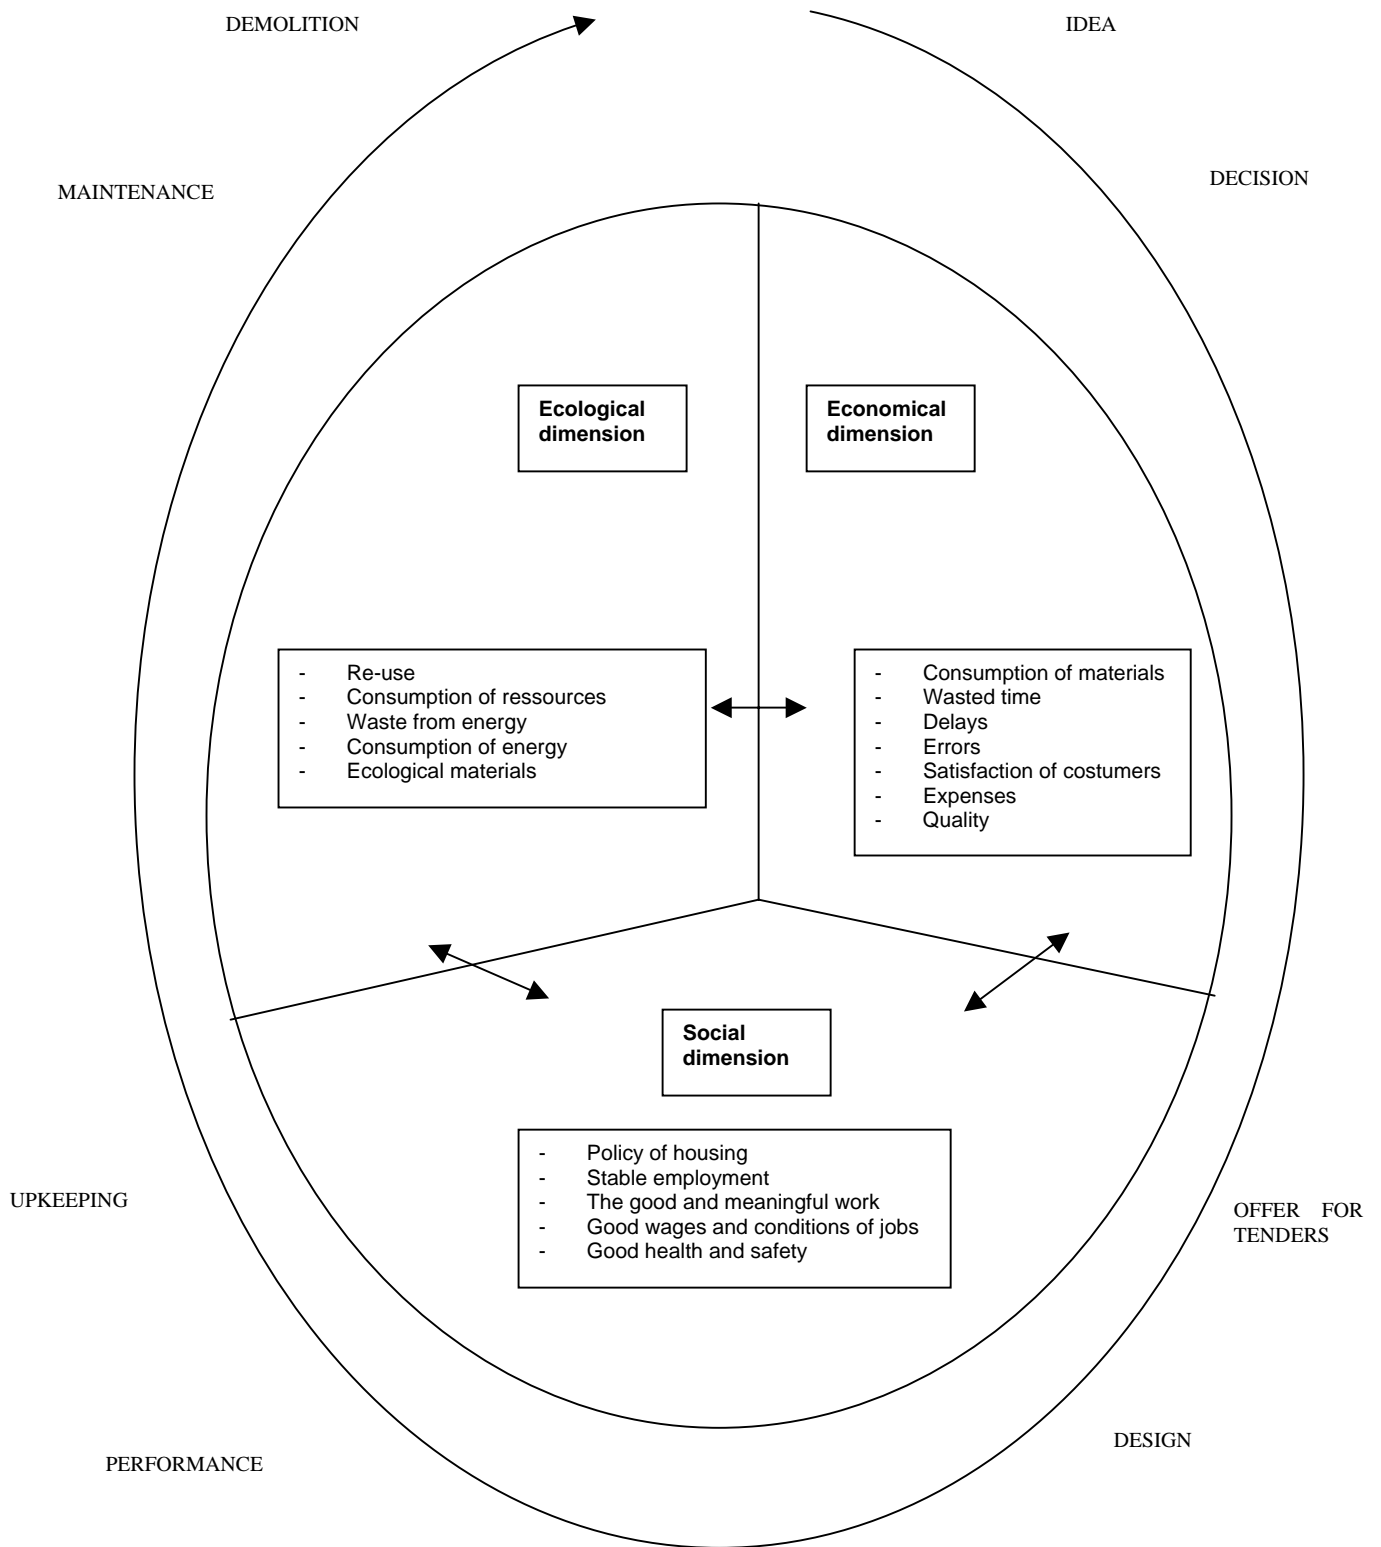 DEMOLITION
IDEA
MAINTENANCE
DECISION
Ecological
dimension
Economical
dimension
- Re-use
- Consumption of ressources
- Waste from energy
- Consumption of energy
- Ecological materials
- Consumption of materials
- Wasted time
- Delays
- Errors
- Satisfaction of costumers
- Expenses
- Quality
Social
dimension
- Policy of housing
- Stable employment
- The good and meaningful work
- Good wages and conditions of jobs
- Good health and safety
UPKEEPING
OFFER FOR
TENDERS
DESIGN
PERFORMANCE